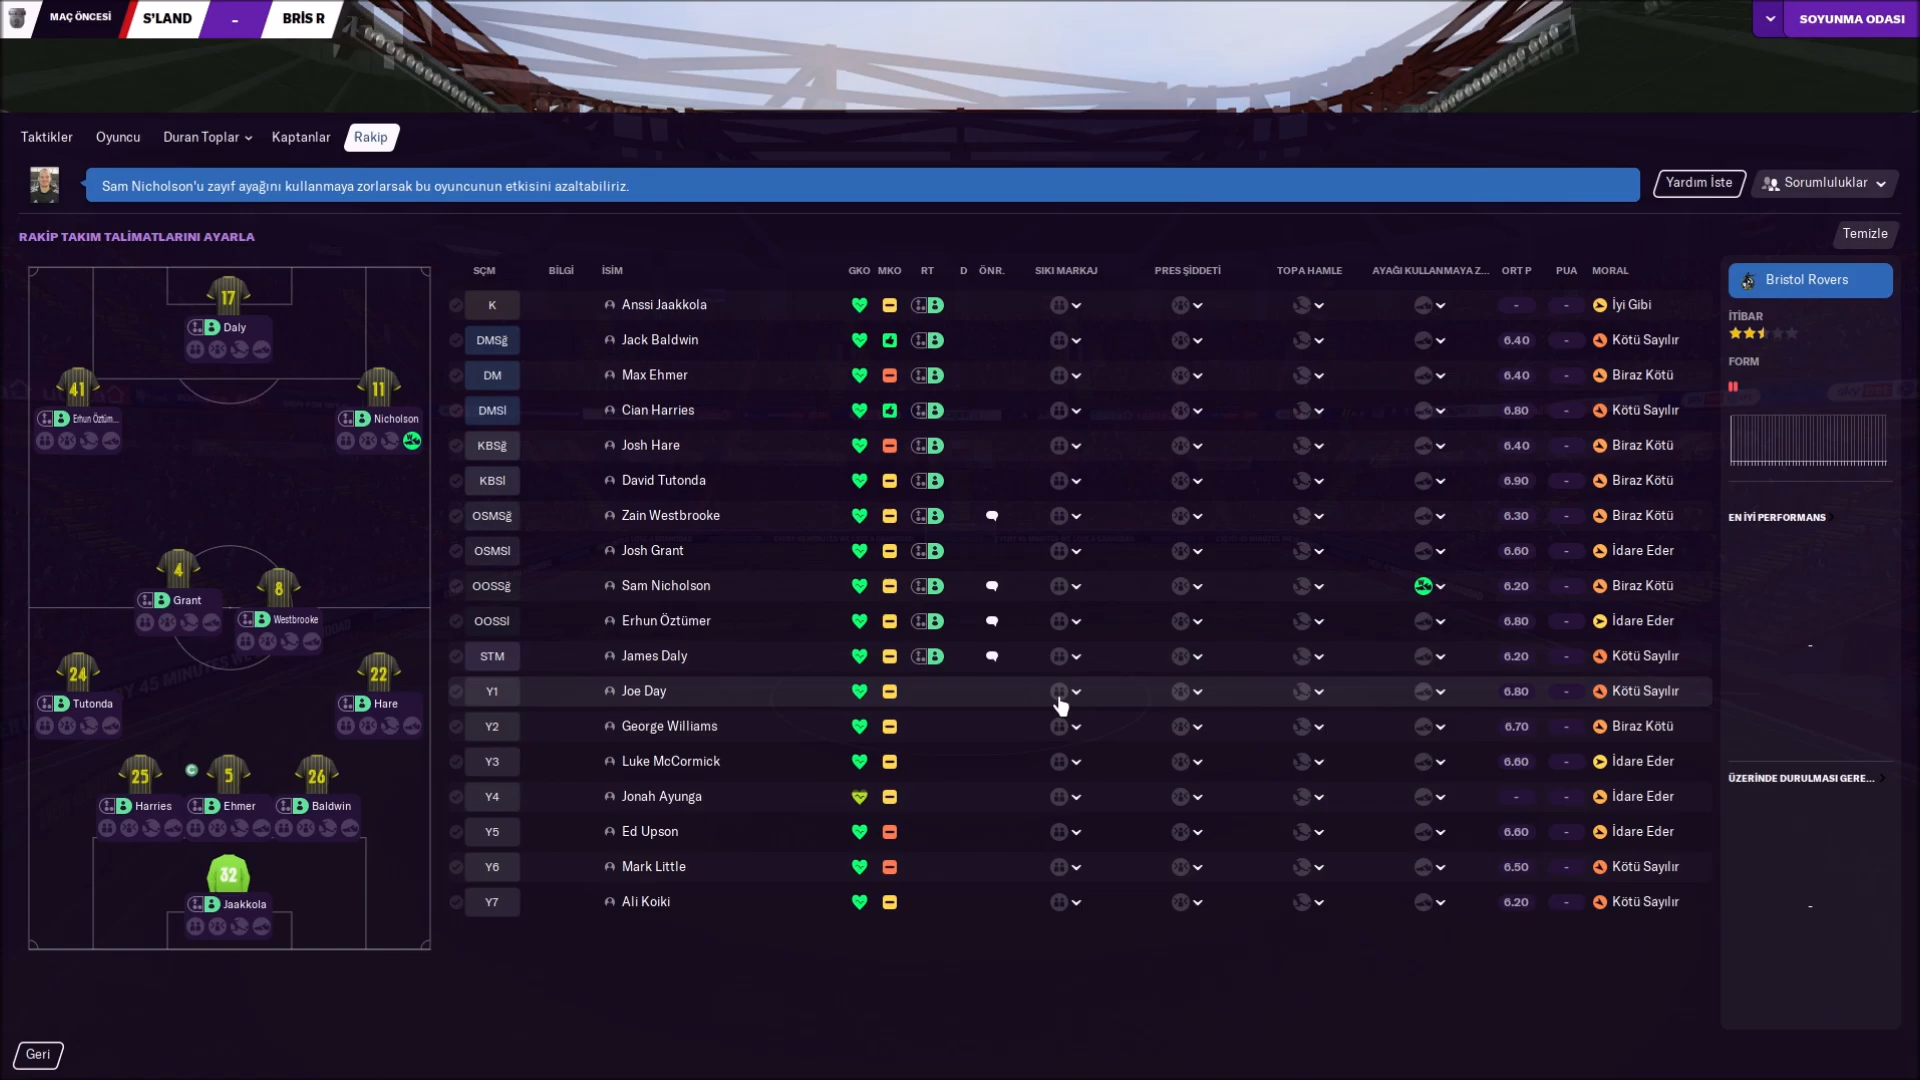 MAÇ ÖNCESİ S'LAND - BRİS R SOYUNMA ODASI
Taktikler Oyuncu Duran Toplar Kaptanlar Rakip
Sam Nicholson'u zayıf ayağını kullanmaya zorlarsak bu oyuncunun etkisini azaltabiliriz.
Yardım İste Sorumluluklar
RAKİP TAKIM TALİMATLARINI AYARLA
Temizle
17
Daly
41 11
Erhun Öztüm... Nicholson
4
Grant
8
Westbrooke
24 22
Tutonda Hare
25 C 5 26
Harries Ehmer Baldwin
32
Jaakkola
SÇM BİLGİ İSİM GKO MKO RT D ÖNR. SIKI MARKAJ PRES ŞİDDETİ TOPA HAMLE AYAĞI KULLANMAYA Z... ORT P PUA MORAL
K Anssi Jaakkola - - İyi Gibi
DMSğ Jack Baldwin 6.40 - Kötü Sayılır
DM Max Ehmer 6.40 - Biraz Kötü
DMSl Cian Harries 6.80 - Kötü Sayılır
KBSğ Josh Hare 6.40 - Biraz Kötü
KBSl David Tutonda 6.90 - Biraz Kötü
OSMSğ Zain Westbrooke 6.30 - Biraz Kötü
OSMSl Josh Grant 6.60 - İdare Eder
OOSSğ Sam Nicholson 6.20 - Biraz Kötü
OOSSl Erhun Öztümer 6.80 - İdare Eder
STM James Daly 6.20 - Kötü Sayılır
Y1 Joe Day 6.80 - Kötü Sayılır
Y2 George Williams 6.70 - Biraz Kötü
Y3 Luke McCormick 6.60 - İdare Eder
Y4 Jonah Ayunga - - İdare Eder
Y5 Ed Upson 6.60 - İdare Eder
Y6 Mark Little 6.50 - Kötü Sayılır
Y7 Ali Koiki 6.20 - Kötü Sayılır
Bristol Rovers
İTİBAR
FORM
EN İYİ PERFORMANS
-
ÜZERİNDE DURULMASI GERE...
-
Geri